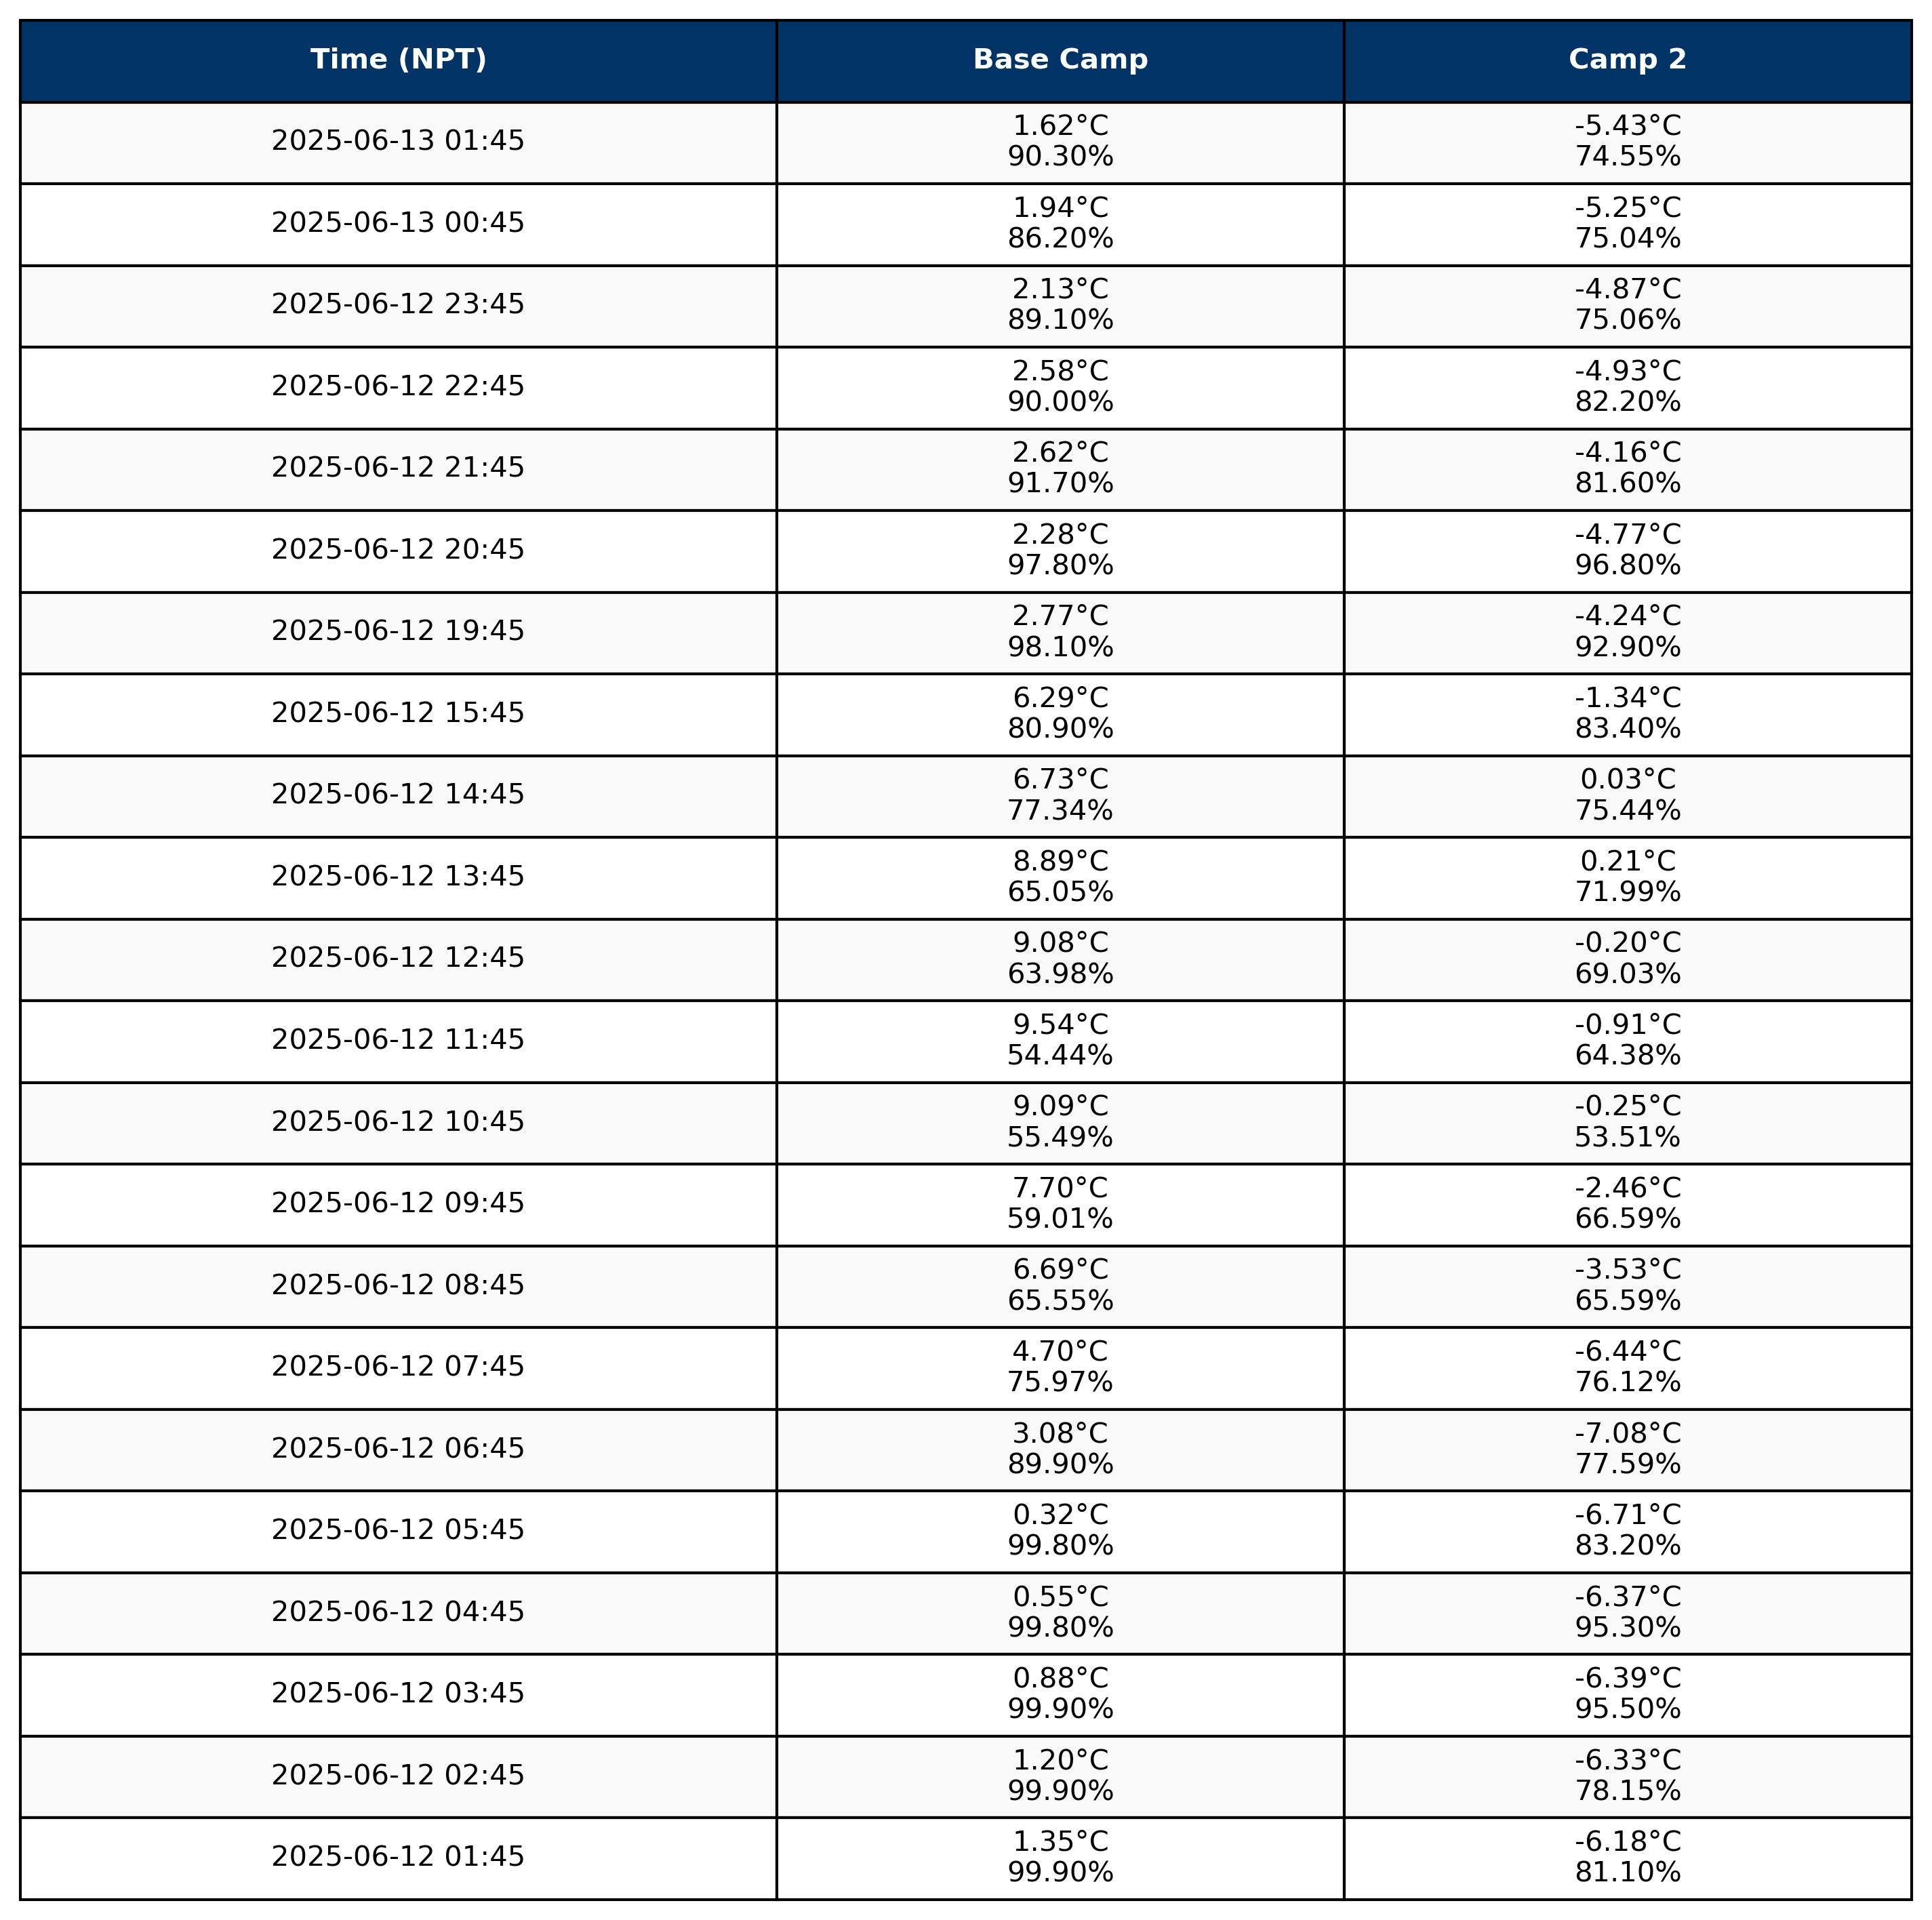 Time (NPT) Base Camp Camp 2
2025-06-13 01:45
1.62°C
90.30%
-5.43°C
74.55%
2025-06-13 00:45
1.94°C
86.20%
-5.25°C
75.04%
2025-06-12 23:45
2.13°C
89.10%
-4.87°C
75.06%
2025-06-12 22:45
2.58°C
90.00%
-4.93°C
82.20%
2025-06-12 21:45
2.62°C
91.70%
-4.16°C
81.60%
2025-06-12 20:45
2.28°C
97.80%
-4.77°C
96.80%
2025-06-12 19:45
2.77°C
98.10%
-4.24°C
92.90%
2025-06-12 15:45
6.29°C
80.90%
-1.34°C
83.40%
2025-06-12 14:45
6.73°C
77.34%
0.03°C
75.44%
2025-06-12 13:45
8.89°C
65.05%
0.21°C
71.99%
2025-06-12 12:45
9.08°C
63.98%
-0.20°C
69.03%
2025-06-12 11:45
9.54°C
54.44%
-0.91°C
64.38%
2025-06-12 10:45
9.09°C
55.49%
-0.25°C
53.51%
2025-06-12 09:45
7.70°C
59.01%
-2.46°C
66.59%
2025-06-12 08:45
6.69°C
65.55%
-3.53°C
65.59%
2025-06-12 07:45
4.70°C
75.97%
-6.44°C
76.12%
2025-06-12 06:45
3.08°C
89.90%
-7.08°C
77.59%
2025-06-12 05:45
0.32°C
99.80%
-6.71°C
83.20%
2025-06-12 04:45
0.55°C
99.80%
-6.37°C
95.30%
2025-06-12 03:45
0.88°C
99.90%
-6.39°C
95.50%
2025-06-12 02:45
1.20°C
99.90%
-6.33°C
78.15%
2025-06-12 01:45
1.35°C
99.90%
-6.18°C
81.10%